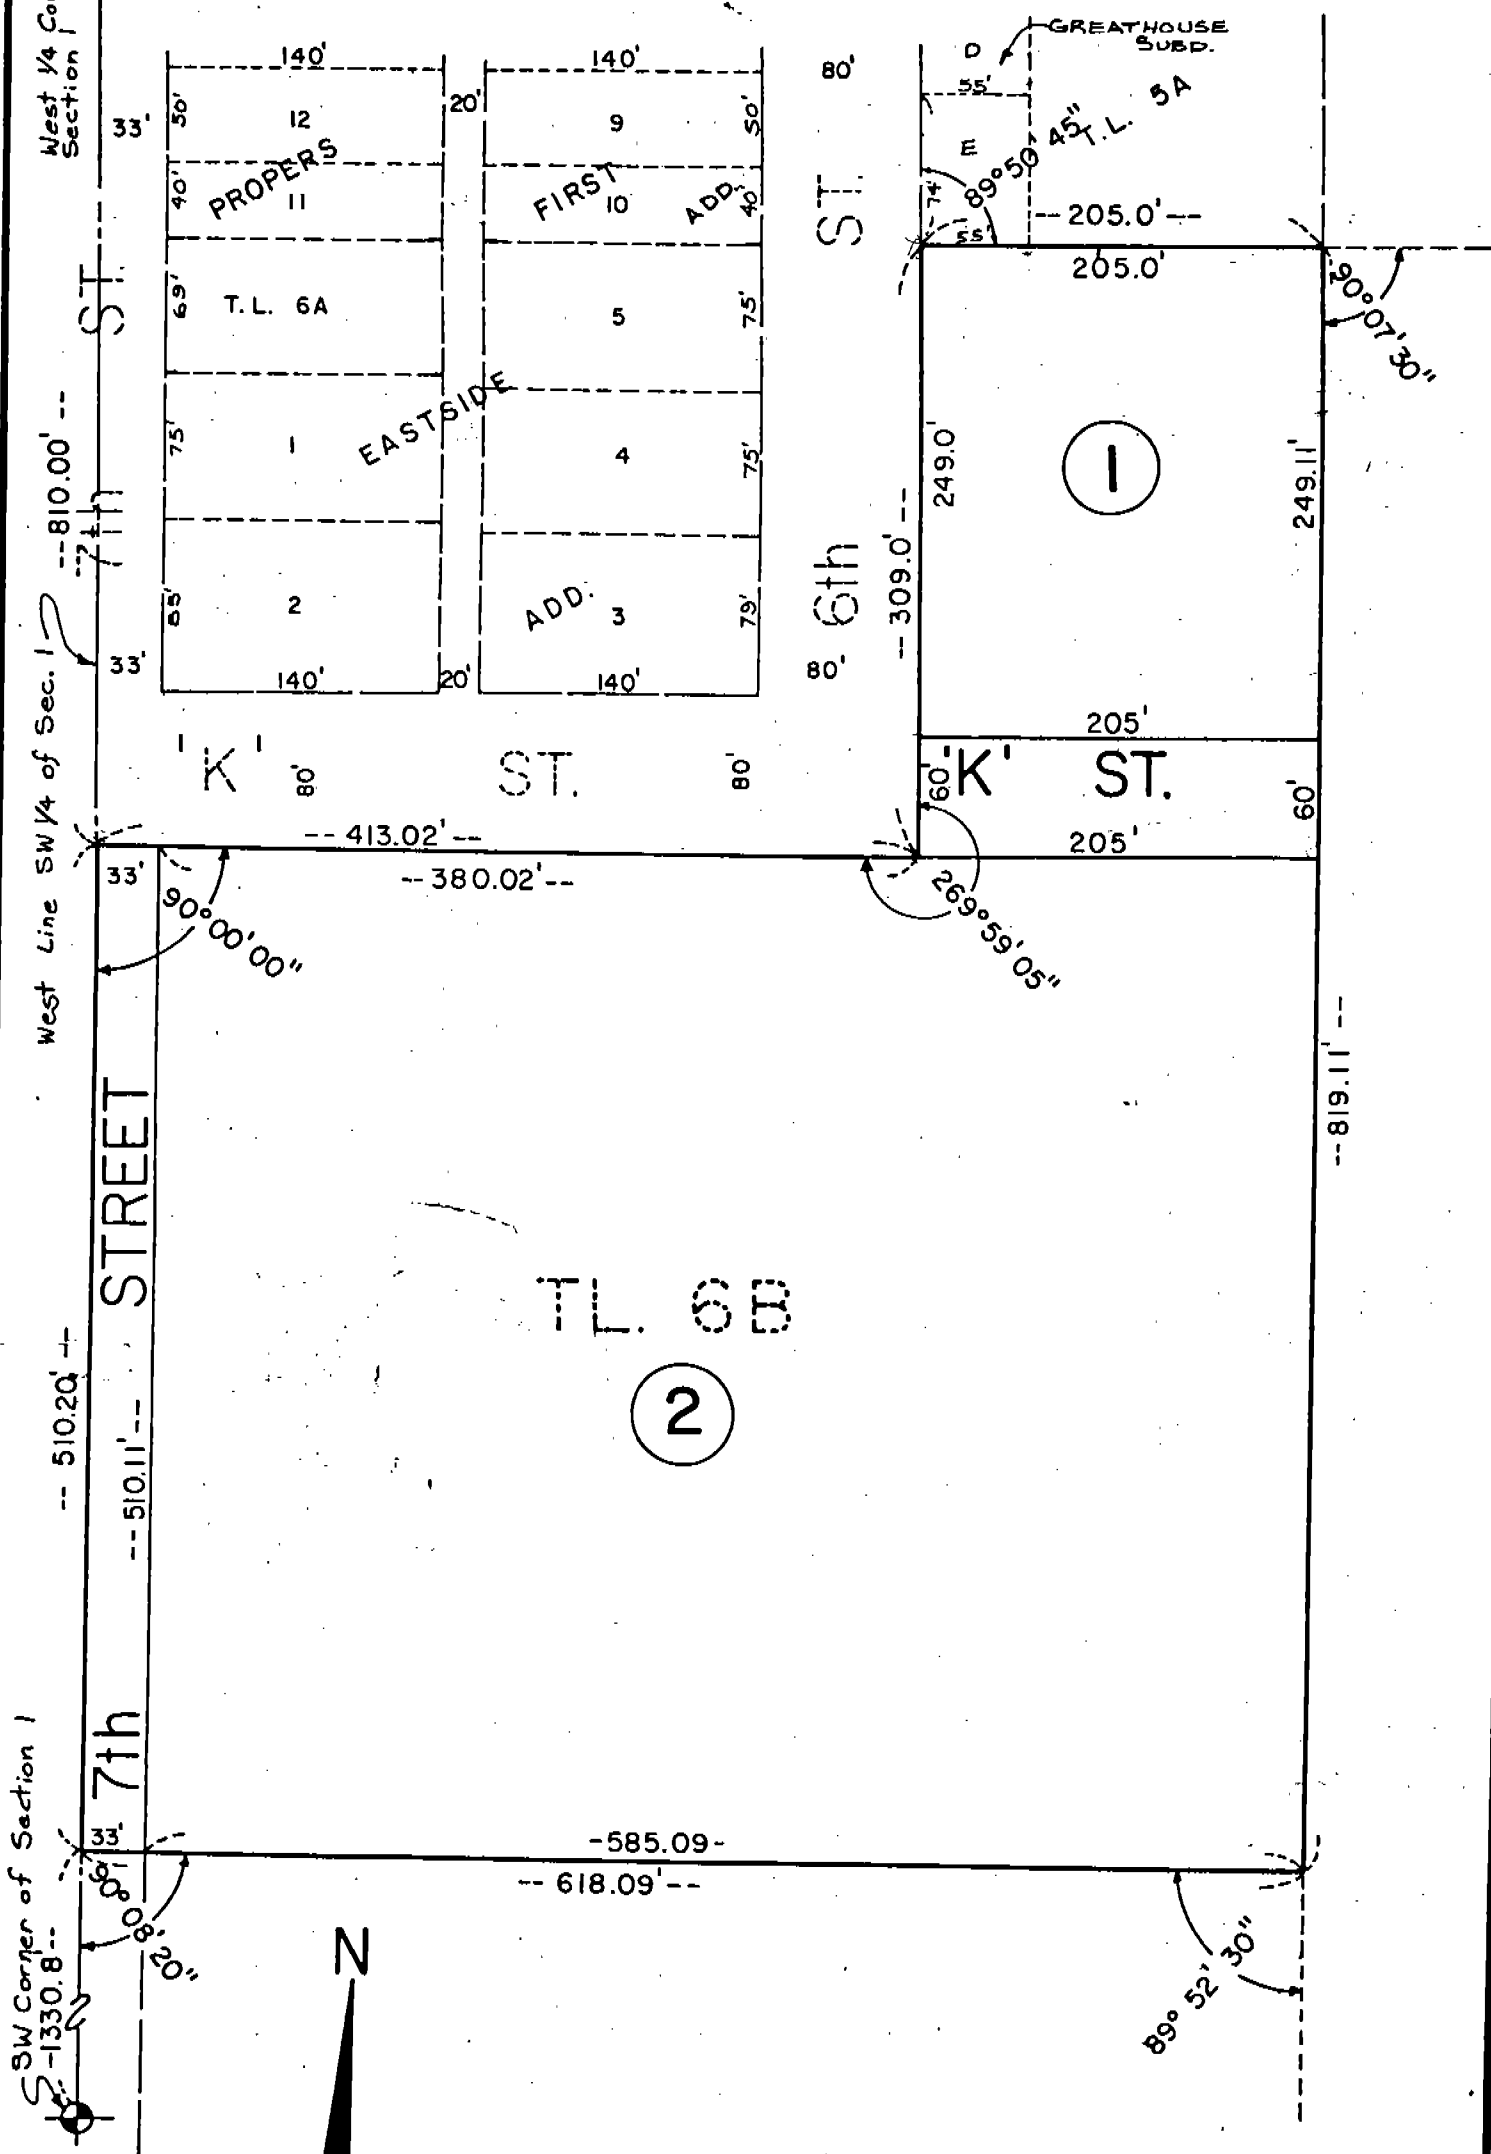 West 1/4
Section 1
GREATHOUSE
SUBD.
D
55'
T.L. 5A
E
89°50'45"
74'
55'
--205.0'--
205.0'
90°07'30"
140'
140'
80'
33'
50'
12
20'
9
50'
PROPERS
FIRST
ADD.
40'
11
10
40'
ST.
ST.
69'
T.L. 6A
5
75'
EASTSIDE
75'
1
4
75'
--810.00'--
7th
6th
85'
2
ADD.
3
79'
33'
140'
20'
140'
80'
--309.0'--
249.0'
1
249.11'
West Line SW 1/4 of Sec. 1
205'
'K'
80'
ST.
80'
60'
'K' ST.
60'
--413.02'--
205'
33'
--380.02'--
90°00'00"
269°59'05"
--819.11'--
7th STREET
TL. 6B
2
--510.20'--
--510.11'--
33'
-585.09-
--618.09'--
90°08'20"
89°52'30"
SW Corner of Section 1
-1330.8'--
N